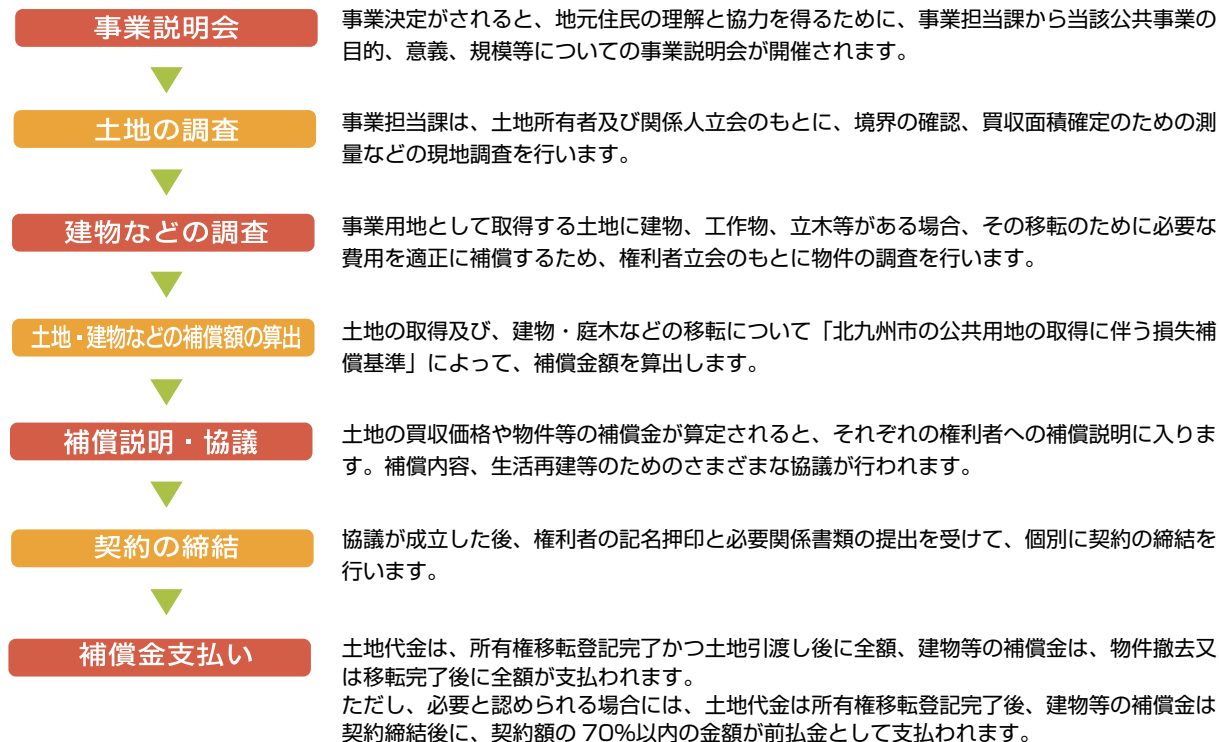 事業説明会
事業決定がされると、地元住民の理解と協力を得るために、事業担当課から当該公共事業の
目的、意義、規模等についての事業説明会が開催されます。
土地の調査
事業担当課は、土地所有者及び関係人立会のもとに、境界の確認、買収面積確定のための測
量などの現地調査を行います。
建物などの調査
事業用地として取得する土地に建物、工作物、立木等がある場合、その移転のために必要な
費用を適正に補償するため、権利者立会のもとに物件の調査を行います。
土地・建物などの補償額の算出
土地の取得及び、建物・庭木などの移転について「北九州市の公共用地の取得に伴う損失補
償基準」によって、補償金額を算出します。
補償説明・協議
土地の買収価格や物件等の補償金が算定されると、それぞれの権利者への補償説明に入りま
す。補償内容、生活再建等のためのさまざまな協議が行われます。
契約の締結
協議が成立した後、権利者の記名押印と必要関係書類の提出を受けて、個別に契約の締結を
行います。
補償金支払い
土地代金は、所有権移転登記完了かつ土地引渡し後に全額、建物等の補償金は、物件撤去又
は移転完了後に全額が支払われます。
ただし、必要と認められる場合には、土地代金は所有権移転登記完了後、建物等の補償金は
契約締結後に、契約額の 70%以内の金額が前払金として支払われます。